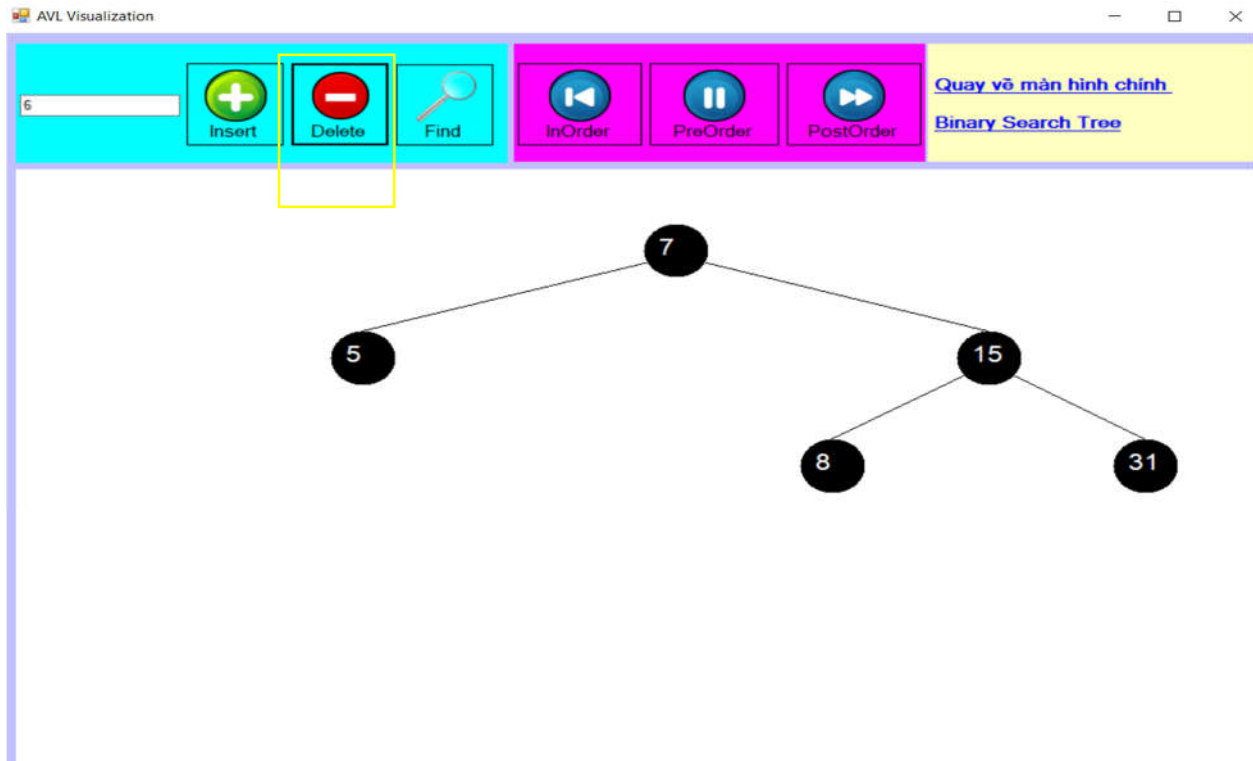 AVL Visualization
6
Insert
Delete
Find
InOrder
PreOrder
PostOrder
Quay vẽ màn hình chính
Binary Search Tree
7
5
15
8
31